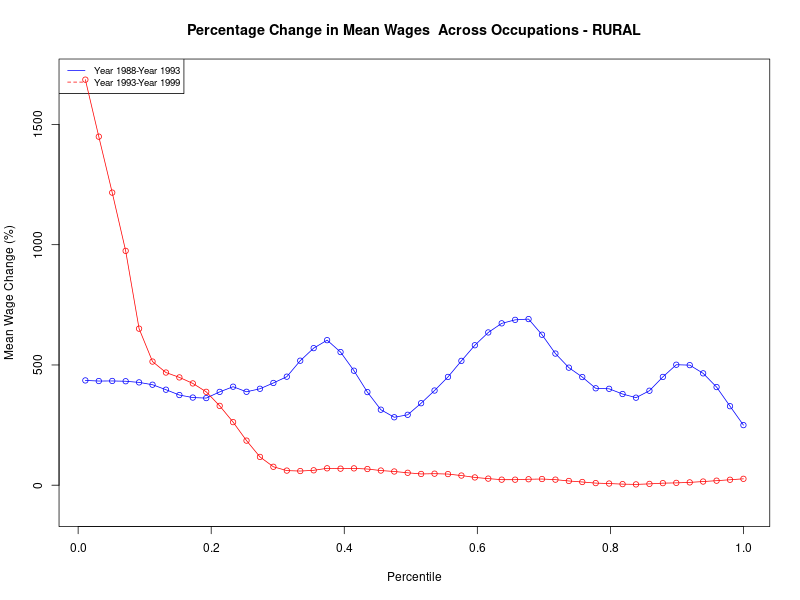 Percentage Change in Mean Wages  Across Occupations - RURAL
Year 1988-Year 1993
Year 1993-Year 1999
Mean Wage Change (%)
1500
1000
500
0
0.0 0.2 0.4 0.6 0.8 1.0
Percentile